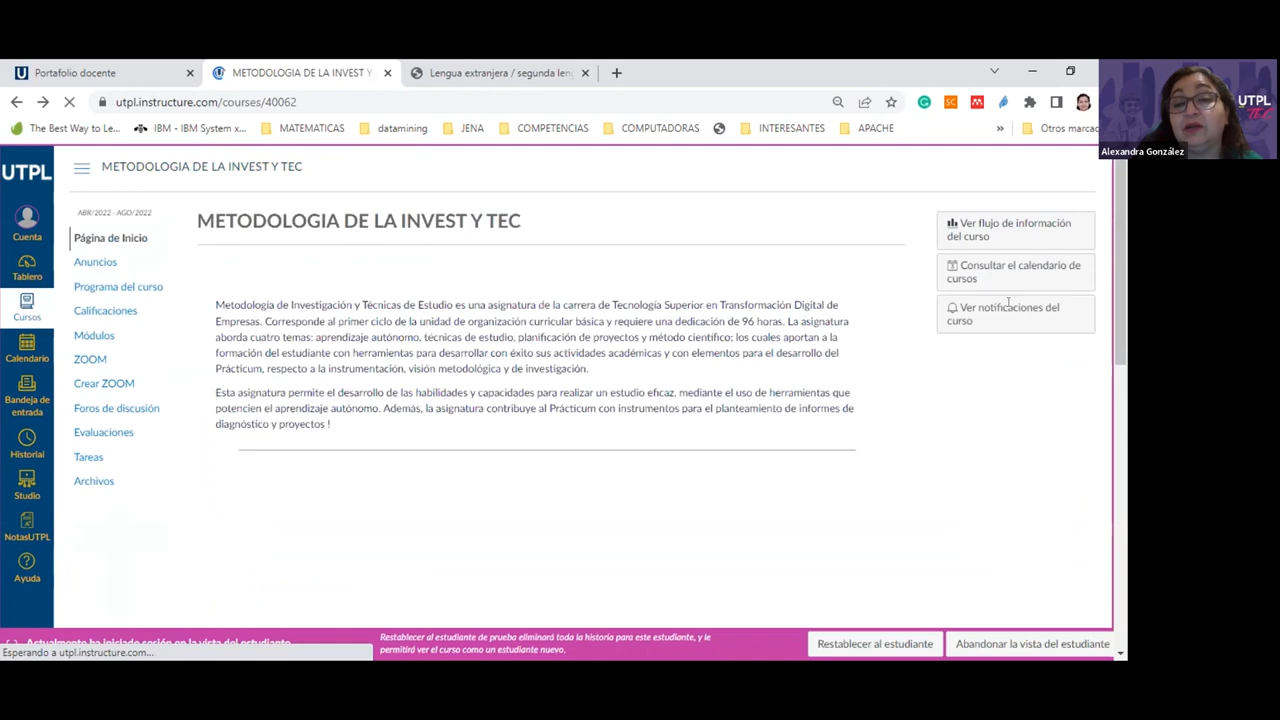 Portafolio docente
METODOLOGIA DE LA INVEST Y
Lengua extranjera / segunda len
utpl.instructure.com/courses/40062
The Best Way to Le...
IBM - IBM System x...
MATEMATICAS
datamining
JENA
COMPETENCIAS
COMPUTADORAS
INTERESANTES
APACHE
»
Otros marcad
UTPL
TEC
Alexandra González
UTPL
METODOLOGIA DE LA INVEST Y TEC
Cuenta
Tablero
Cursos
Calendario
Bandeja de
entrada
Historial
Studio
NotasUTPL
Ayuda
ABR/2022 - AGO/2022
Página de Inicio
Anuncios
Programa del curso
Calificaciones
Módulos
ZOOM
Crear ZOOM
Foros de discusión
Evaluaciones
Tareas
Archivos
METODOLOGIA DE LA INVEST Y TEC
Metodología de Investigación y Técnicas de Estudio es una asignatura de la carrera de Tecnología Superior en Transformación Digital de
Empresas. Corresponde al primer ciclo de la unidad de organización curricular básica y requiere una dedicación de 96 horas. La asignatura
aborda cuatro temas: aprendizaje autónomo, técnicas de estudio, planificación de proyectos y método científico; los cuales aportan a la
formación del estudiante con herramientas para desarrollar con éxito sus actividades académicas y con elementos para el desarrollo del
Prácticum, respecto a la instrumentación, visión metodológica y de investigación.
Esta asignatura permite el desarrollo de las habilidades y capacidades para realizar un estudio eficaz, mediante el uso de herramientas que
potencien el aprendizaje autónomo. Además, la asignatura contribuye al Prácticum con instrumentos para el planteamiento de informes de
diagnóstico y proyectos !
Ver flujo de información
del curso
Consultar el calendario de
cursos
Ver notificaciones del
curso
Actualmente ha iniciado sesión en la vista del estudiante
Restablecer al estudiante de prueba eliminará toda la historia para este estudiante, y le
permitirá ver el curso como un estudiante nuevo.
Restablecer al estudiante
Abandonar la vista del estudiante
Esperando a utpl.instructure.com...